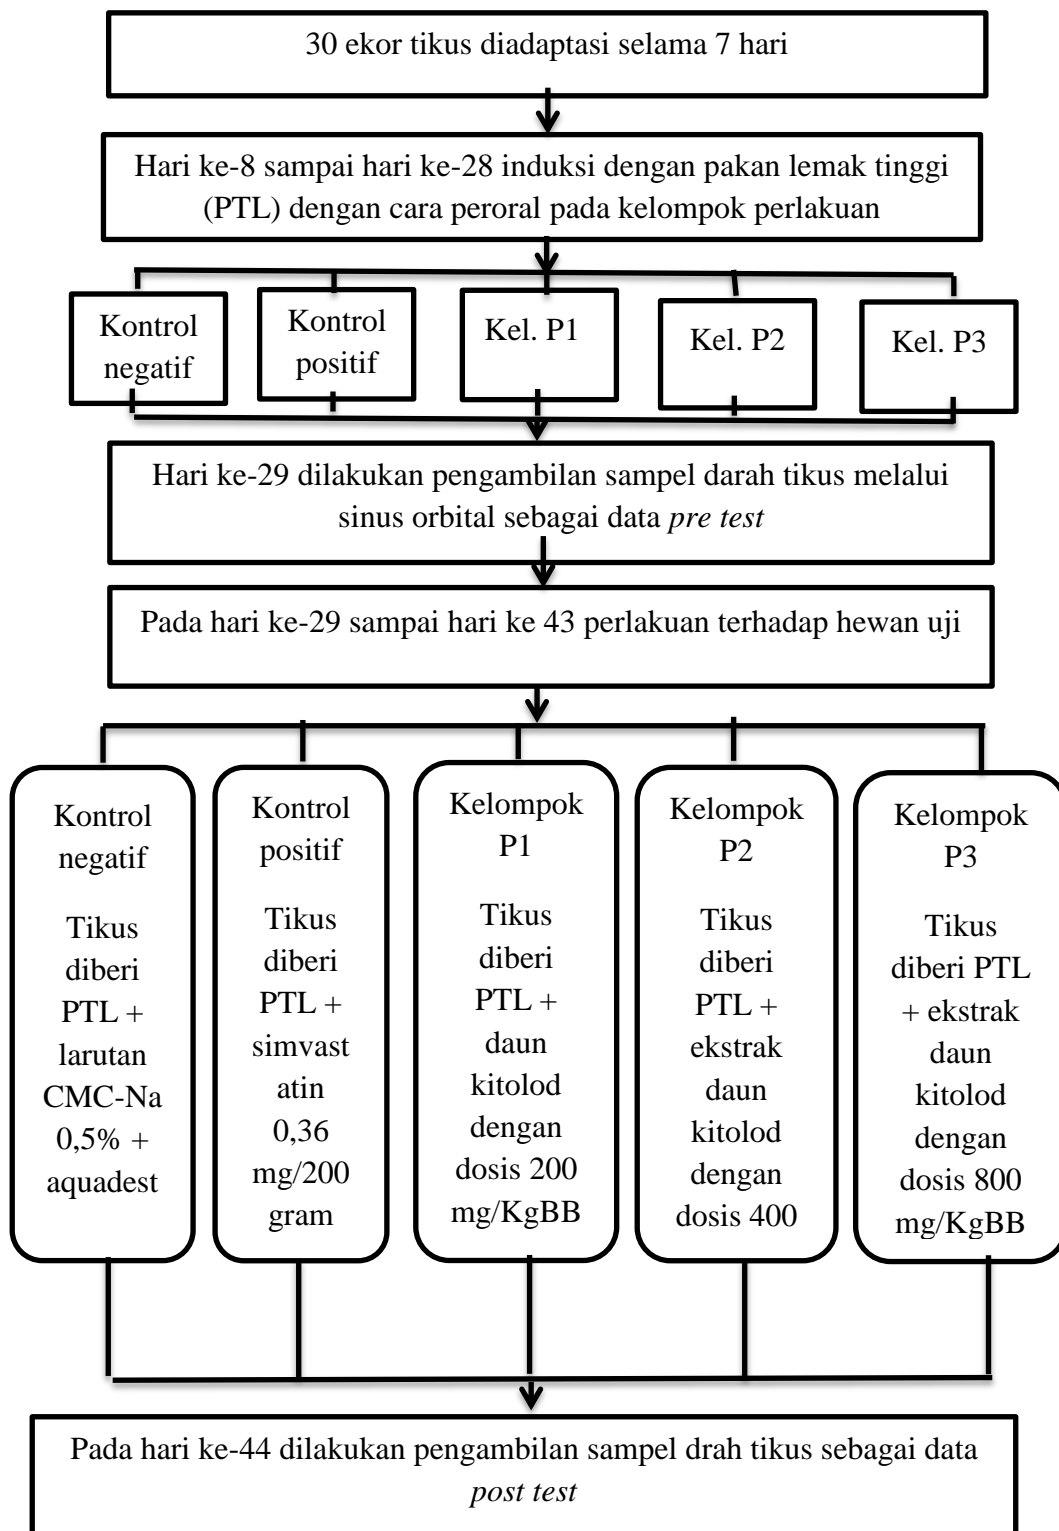 30 ekor tikus diadaptasi selama 7 hari
Hari ke-8 sampai hari ke-28 induksi dengan pakan lemak tinggi
(PTL) dengan cara peroral pada kelompok perlakuan
Kontrol
negatif
Kontrol
positif
Kel. P1
Kel. P2
Kel. P3
Hari ke-29 dilakukan pengambilan sampel darah tikus melalui
sinus orbital sebagai data pre test
Pada hari ke-29 sampai hari ke 43 perlakuan terhadap hewan uji
Kontrol
negatif
Tikus
diberi
PTL +
larutan
CMC-Na
0,5% +
aquadest
Kontrol
positif
Tikus
diberi
PTL +
simvast
atin
0,36
mg/200
gram
Kelompok
P1
Tikus
diberi
PTL +
daun
kitolod
dengan
dosis 200
mg/KgBB
Kelompok
P2
Tikus
diberi
PTL +
ekstrak
daun
kitolod
dengan
dosis 400
Kelompok
P3
Tikus
diberi PTL
+ ekstrak
daun
kitolod
dengan
dosis 800
mg/KgBB
Pada hari ke-44 dilakukan pengambilan sampel drah tikus sebagai data
post test